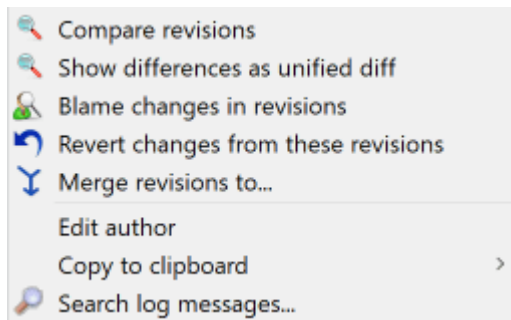 Compare revisions
Show differences as unified diff
Blame changes in revisions
Revert changes from these revisions
Merge revisions to...
Edit author
Copy to clipboard
Search log messages...